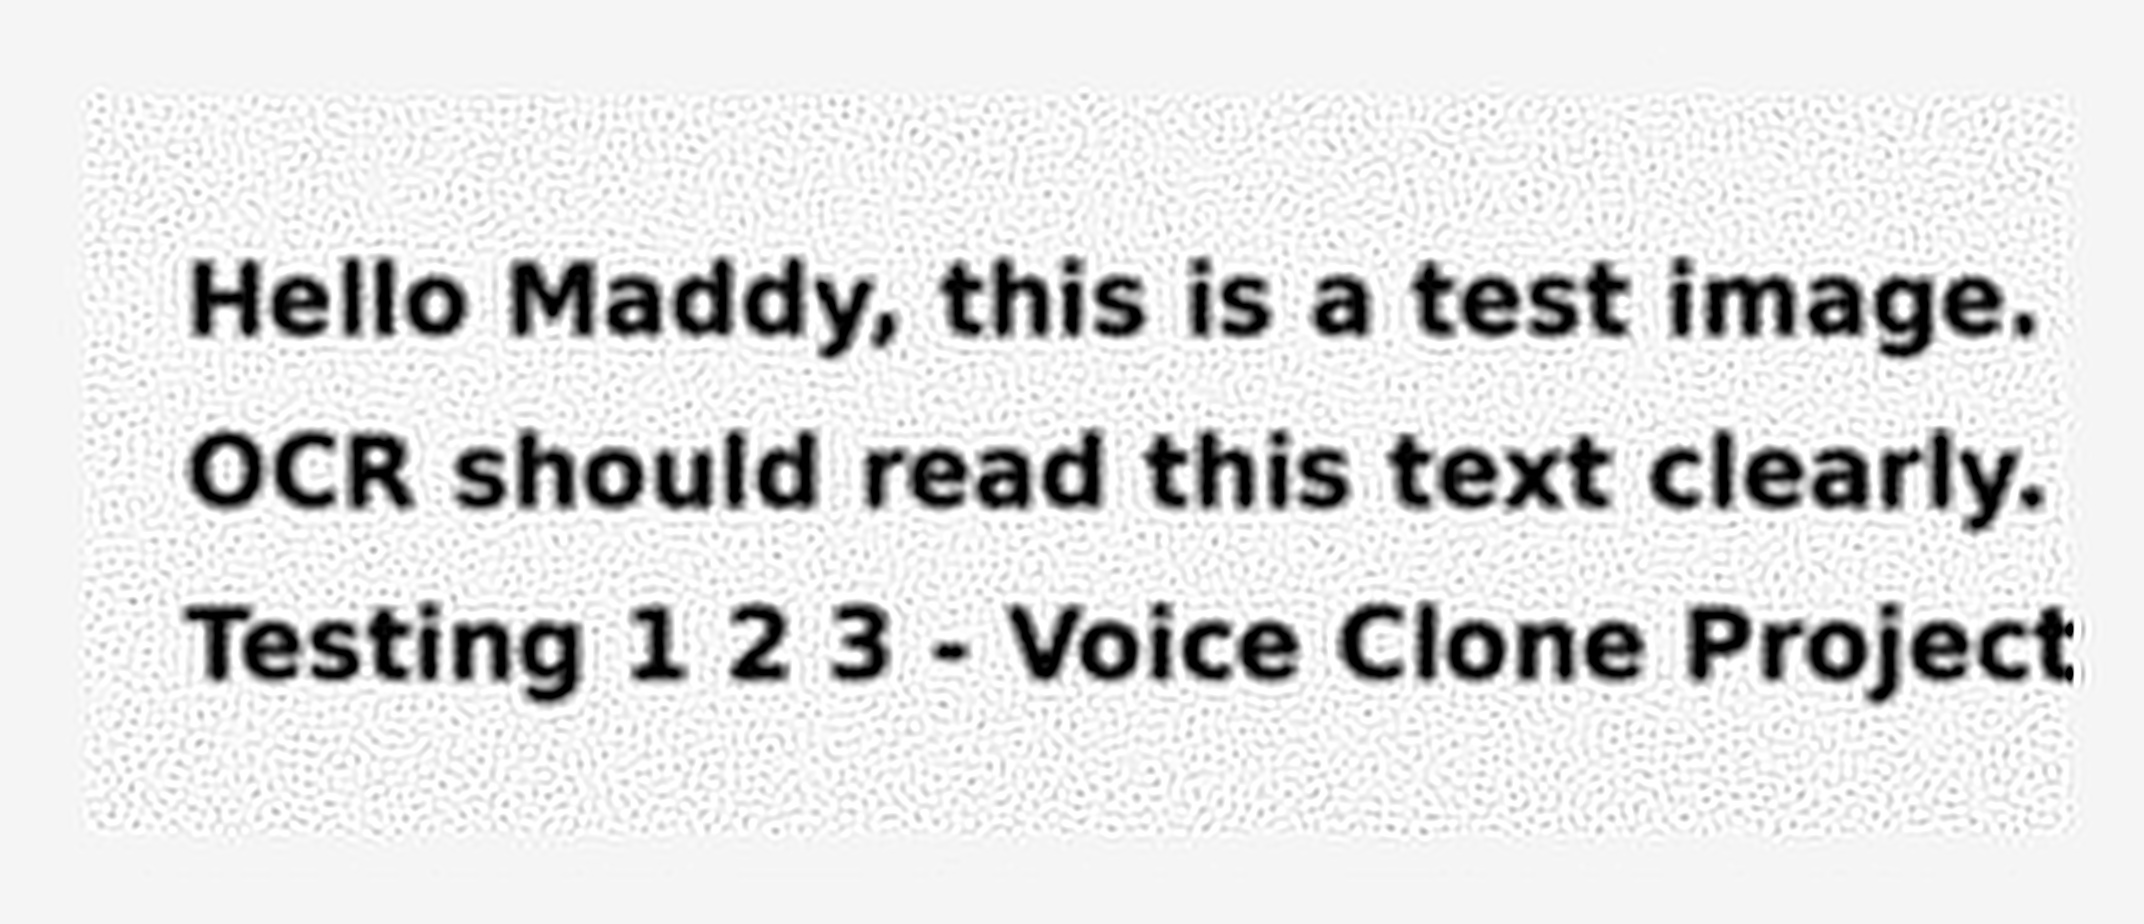 Hello Maddy, this is a test image.
OCR should read this text clearly.
Testing 1 2 3 - Voice Clone Project